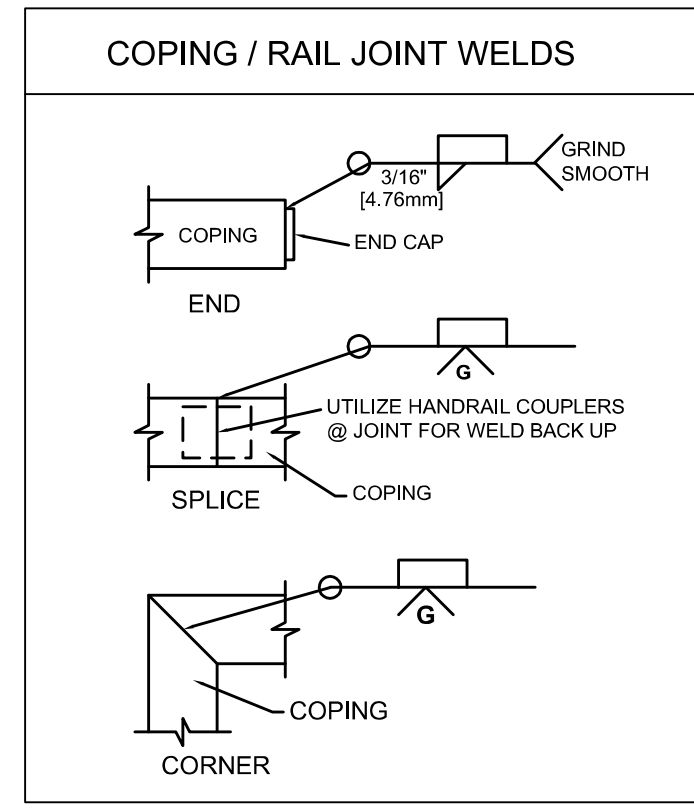 COPING / RAIL JOINT WELDS
GRIND
SMOOTH
3/16"
[4.76mm]
COPING
END CAP
END
G
UTILIZE HANDRAIL COUPLERS
@ JOINT FOR WELD BACK UP
COPING
SPLICE
G
COPING
CORNER